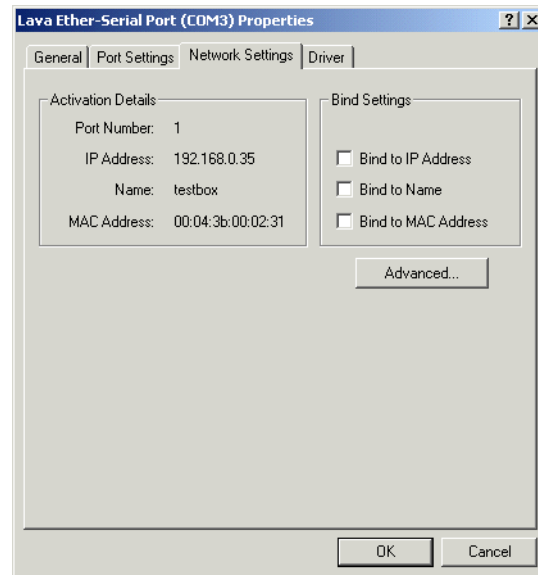 Lava Ether-Serial Port (COM3) Properties
General Port Settings Network Settings Driver
Activation Details
Port Number: 1
IP Address: 192.168.0.35
Name: testbox
MAC Address: 00:04:3b:00:02:31
Bind Settings
Bind to IP Address
Bind to Name
Bind to MAC Address
Advanced...
OK Cancel